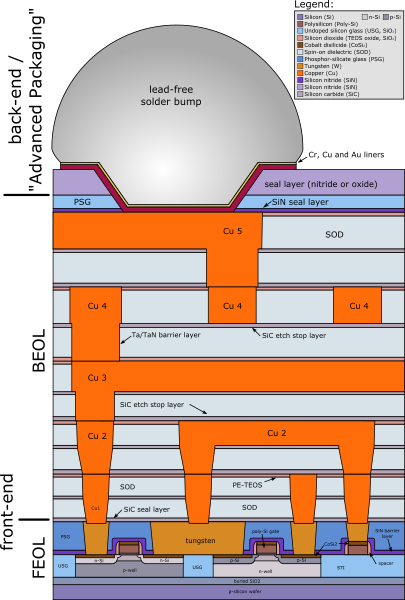 Legend:
Silicon (Si)
n-Si
p-Si
Polysilicon (Poly-Si)
Undoped silicon glass (USG, SiO₂)
Silicon dioxide (TEOS oxide, SiO₂)
Cobalt disilicide (CoSi₂)
Spin-on dielectric (SOD)
Phosphor-silicate glass (PSG)
Tungsten (W)
Copper (Cu)
Silicon nitride (SiN)
Silicon nitride (SiN)
Silicon carbide (SiC)
back-end /
"Advanced Packaging"
lead-free
solder bump
Cr, Cu and Au liners
seal layer (nitride or oxide)
PSG
SiN seal layer
Cu 5
SOD
BEOL
Cu 4
Cu 4
Cu 4
Ta/TaN barrier layer
SiC etch stop layer
Cu 3
SiC etch stop layer
Cu 2
Cu 2
PE-TEOS
SOD
SOD
Cu1
SiC seal layer
front-end
FEOL
PSG
tungsten
poly-Si gate
SiN barrier
layer
CoSi2
spacer
n-Si
n-Si
p-Si
p-Si
USG
p-well
USG
n-well
STI
buried SiO2
p-silicon wafer